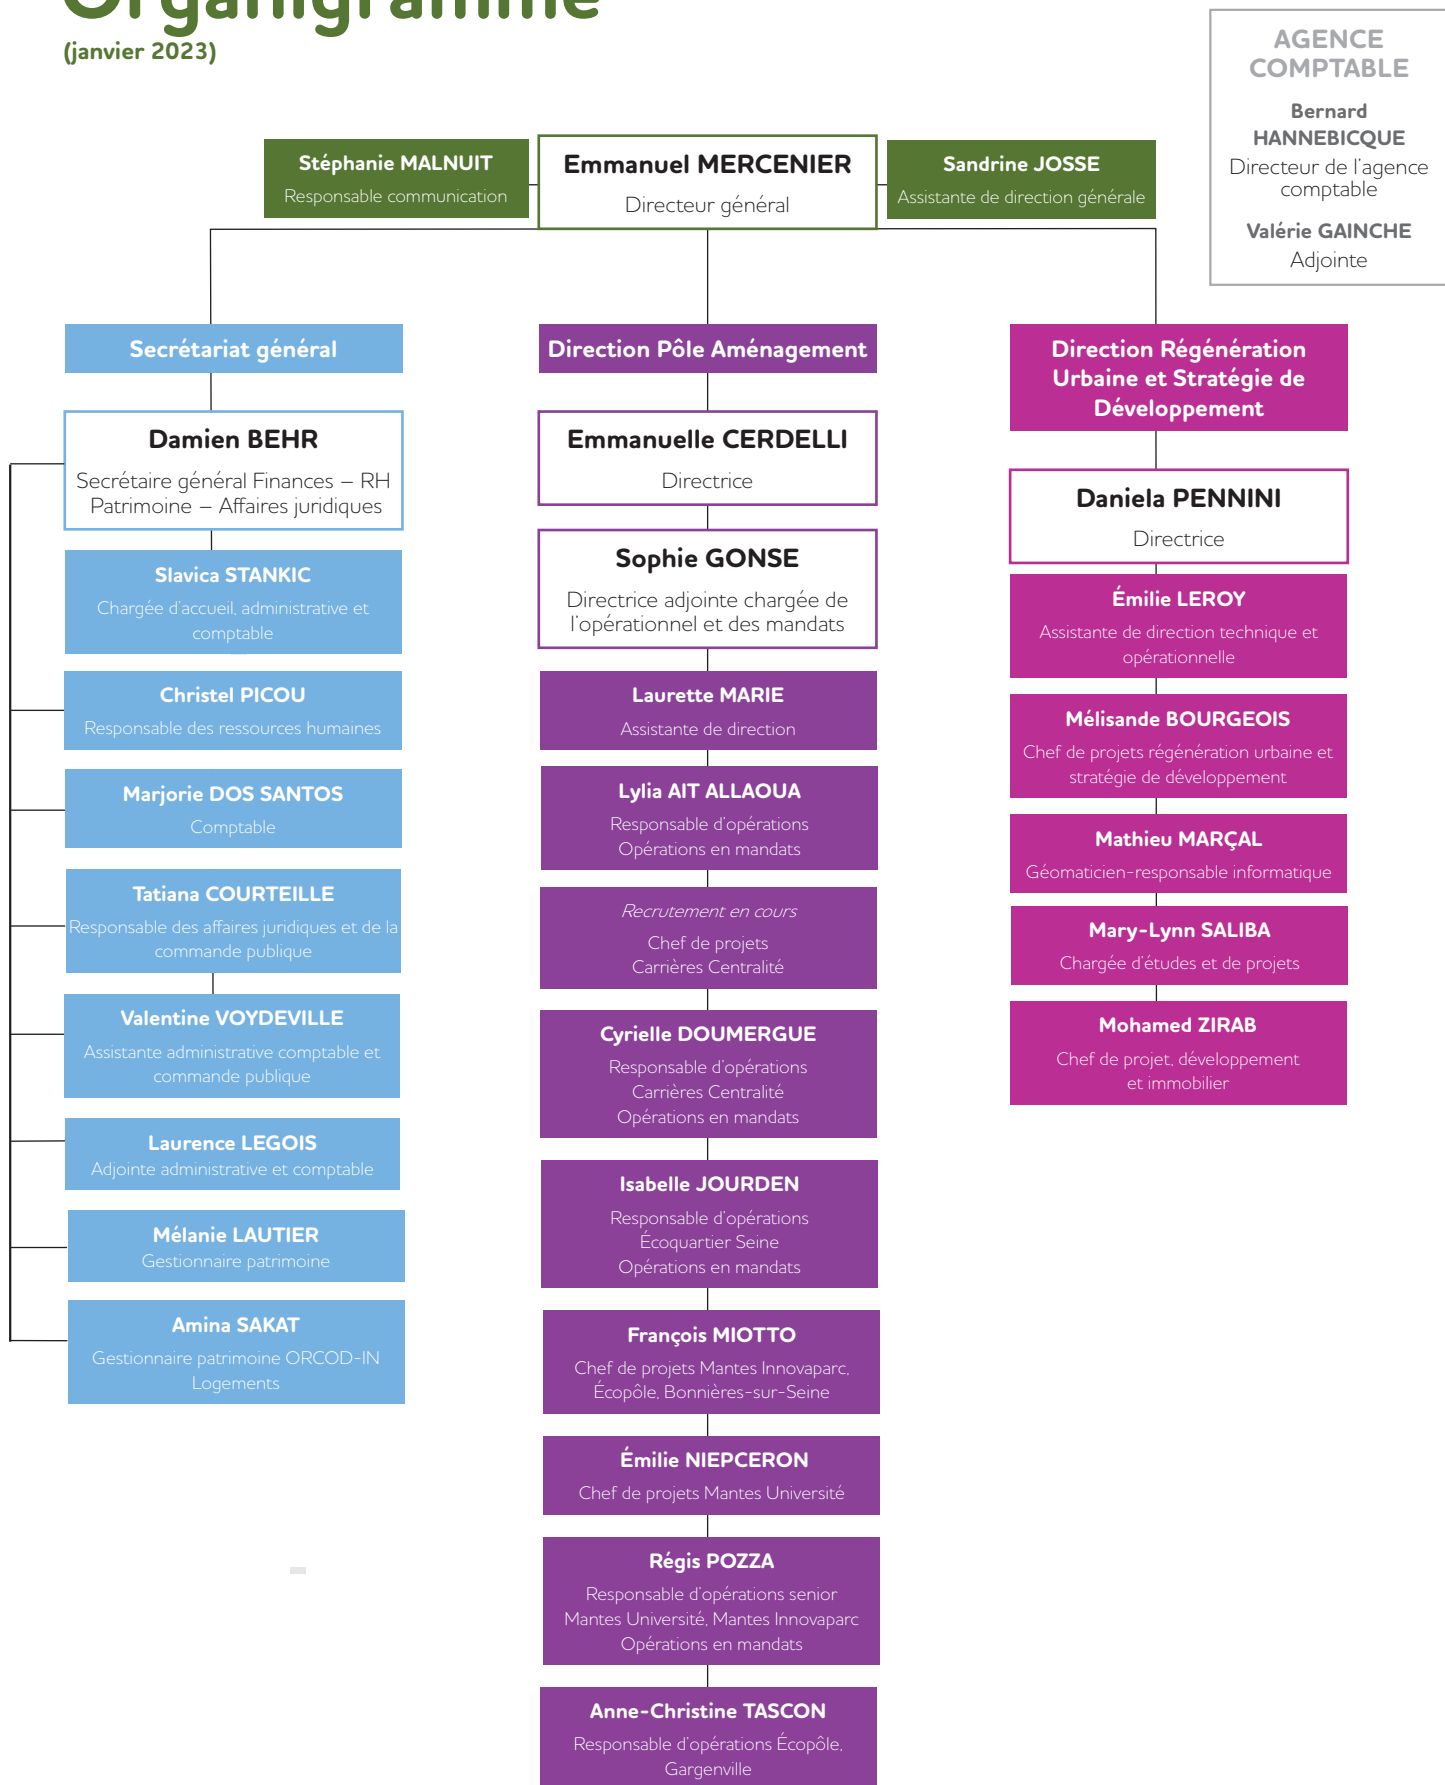 Organigramme
(janvier 2023)
AGENCE
COMPTABLE
Bernard
HANNEBICQUE
Directeur de l'agence
comptable
Valérie GAINCHE
Adjointe
Stéphanie MALNUIT
Responsable communication
Emmanuel MERCENIER
Directeur général
Sandrine JOSSE
Assistante de direction générale
Secrétariat général
Damien BEHR
Secrétaire général Finances – RH
Patrimoine – Affaires juridiques
Slavica STANKIC
Chargée d'accueil, administrative et
comptable
Christel PICOU
Responsable des ressources humaines
Marjorie DOS SANTOS
Comptable
Tatiana COURTEILLE
Responsable des affaires juridiques et de la
commande publique
Valentine VOYDEVILLE
Assistante administrative comptable et
commande publique
Laurence LEGOIS
Adjointe administrative et comptable
Mélanie LAUTIER
Gestionnaire patrimoine
Amina SAKAT
Gestionnaire patrimoine ORCOD-IN
Logements
Direction Pôle Aménagement
Emmanuelle CERDELLI
Directrice
Sophie GONSE
Directrice adjointe chargée de
l'opérationnel et des mandats
Laurette MARIE
Assistante de direction
Lylia AIT ALLAOUA
Responsable d'opérations
Opérations en mandats
Recrutement en cours
Chef de projets
Carrières Centralité
Cyrielle DOUMERGUE
Responsable d'opérations
Carrières Centralité
Opérations en mandats
Isabelle JOURDEN
Responsable d'opérations
Écoquartier Seine
Opérations en mandats
François MIOTTO
Chef de projets Mantes Innovaparc,
Écopôle, Bonnières-sur-Seine
Émilie NIEPCERON
Chef de projets Mantes Université
Régis POZZA
Responsable d'opérations senior
Mantes Université, Mantes Innovaparc
Opérations en mandats
Anne-Christine TASCON
Responsable d'opérations Écopôle,
Gargenville
Direction Régénération
Urbaine et Stratégie de
Développement
Daniela PENNINI
Directrice
Émilie LEROY
Assistante de direction technique et
opérationnelle
Mélisande BOURGEOIS
Chef de projets régénération urbaine et
stratégie de développement
Mathieu MARÇAL
Géomaticien-responsable informatique
Mary-Lynn SALIBA
Chargée d'études et de projets
Mohamed ZIRAB
Chef de projet, développement
et immobilier